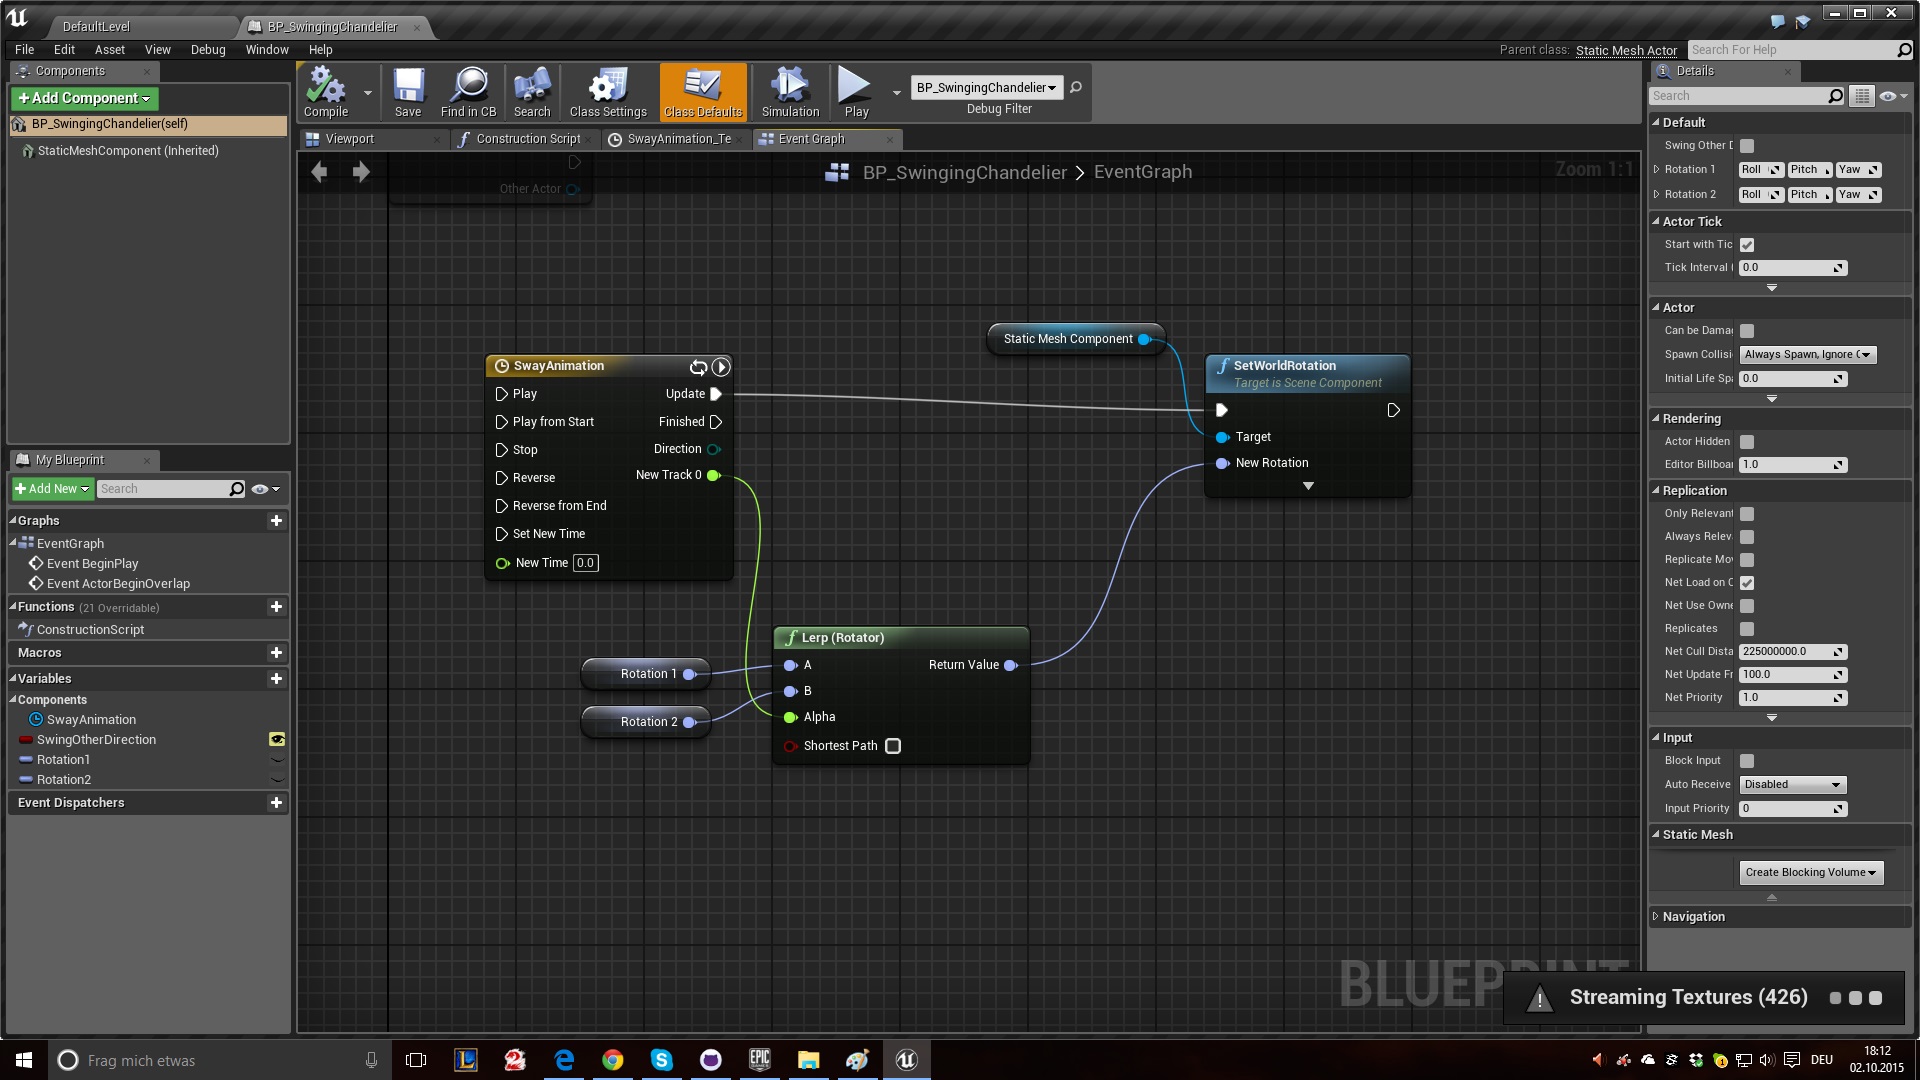 DefaultLevel
BP_SwingingChandelier
File Edit Asset View Debug Window Help
Parent class: Static Mesh Actor
Search For Help
Components
+Add Component
BP_SwingingChandelier(self)
StaticMeshComponent (Inherited)
Compile
Save
Find in CB
Search
Class Settings
Class Defaults
Simulation
Play
BP_SwingingChandelier
Debug Filter
Viewport
Construction Script
SwayAnimation_Te
Event Graph
BP_SwingingChandelier > EventGraph
Zoom 1:1
Other Actor
SwayAnimation
Play
Update
Play from Start
Finished
Stop
Direction
Reverse
New Track 0
Reverse from End
Set New Time
New Time 0.0
Static Mesh Component
SetWorldRotation
Target is Scene Component
Target
New Rotation
Rotation 1
Rotation 2
Lerp (Rotator)
A
Return Value
B
Alpha
Shortest Path
My Blueprint
+Add New
Search
Graphs
EventGraph
Event BeginPlay
Event ActorBeginOverlap
Functions (21 Overridable)
ConstructionScript
Macros
Variables
Components
SwayAnimation
SwingOtherDirection
Rotation1
Rotation2
Event Dispatchers
Details
Search
Default
Swing Other D
Rotation 1 Roll Pitch Yaw
Rotation 2 Roll Pitch Yaw
Actor Tick
Start with Tic
Tick Interval ( 0.0
Actor
Can be Damag
Spawn Collisi Always Spawn, Ignore C
Initial Life Spa 0.0
Rendering
Actor Hidden
Editor Billboar 1.0
Replication
Only Relevant
Always Releva
Replicate Mov
Net Load on C
Net Use Owne
Replicates
Net Cull Dista 225000000.0
Net Update Fr 100.0
Net Priority 1.0
Input
Block Input
Auto Receive Disabled
Input Priority 0
Static Mesh
Create Blocking Volume
Navigation
Streaming Textures (426)
Frag mich etwas
EPIC
GAMES
DEU
18:12
02.10.2015